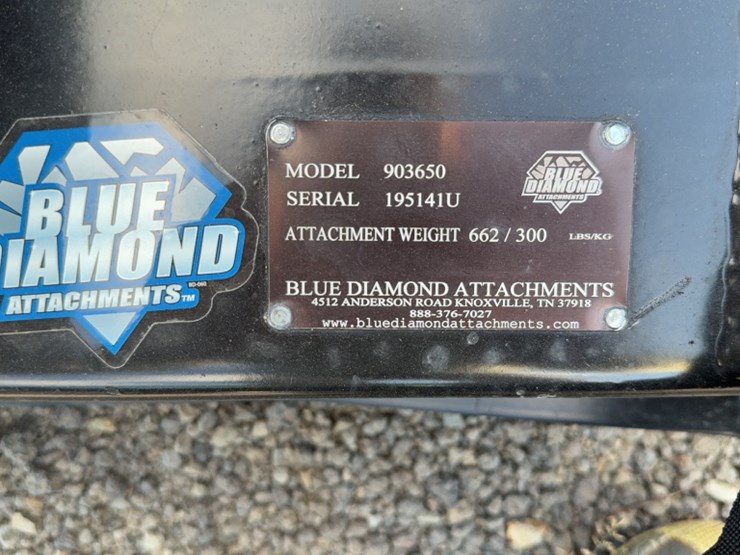 BLUE
DIAMOND
ATTACHMENTS TM
MODEL 903650
SERIAL 195141U
BLUE
DIAMOND
ATTACHMENTS
ATTACHMENT WEIGHT 662 / 300 LBS/KG
BLUE DIAMOND ATTACHMENTS
4512 ANDERSON ROAD KNOXVILLE, TN 37918
888-376-7027
www.bluediamondattachments.com